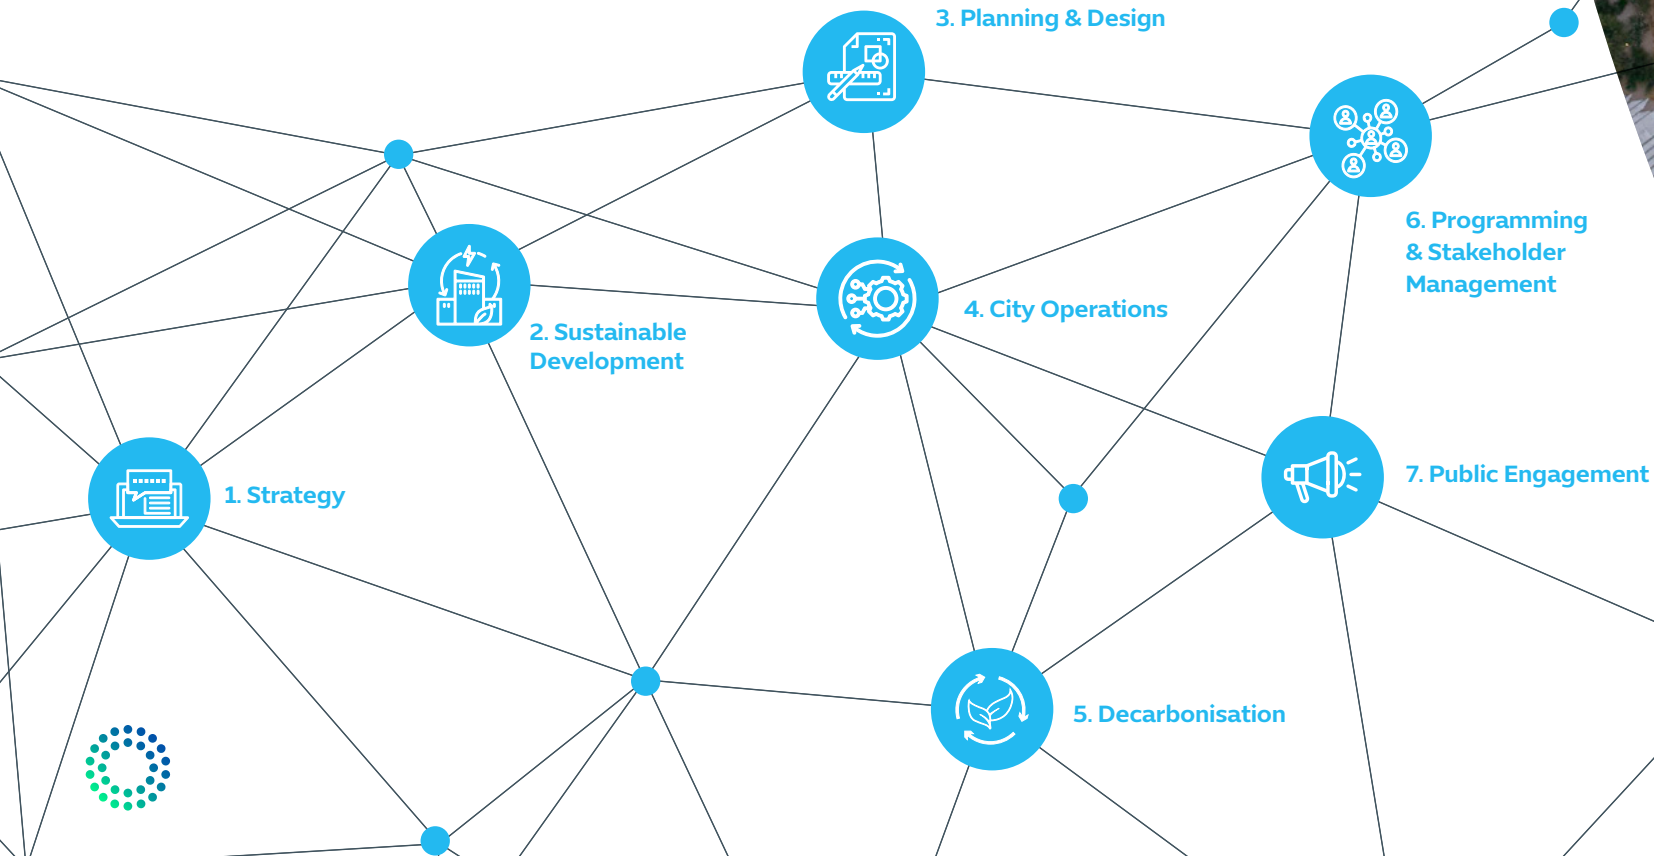 3. Planning & Design
6. Programming
& Stakeholder
Management
4. City Operations
2. Sustainable
Development
7. Public Engagement
1. Strategy
5. Decarbonisation